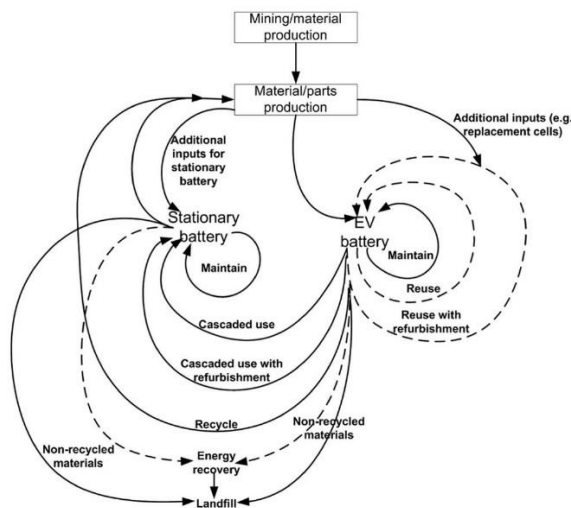 Mining/material
production
Material/parts
production
Additional inputs (e.g.
replacement cells)
Additional
inputs for
stationary
battery
Stationary
battery
EV
battery
Maintain
Maintain
Reuse
Reuse with
refurbishment
Cascaded use
Cascaded use with
refurbishment
Recycle
Non-recycled
materials
Non-recycled
materials
Energy
recovery
Landfill